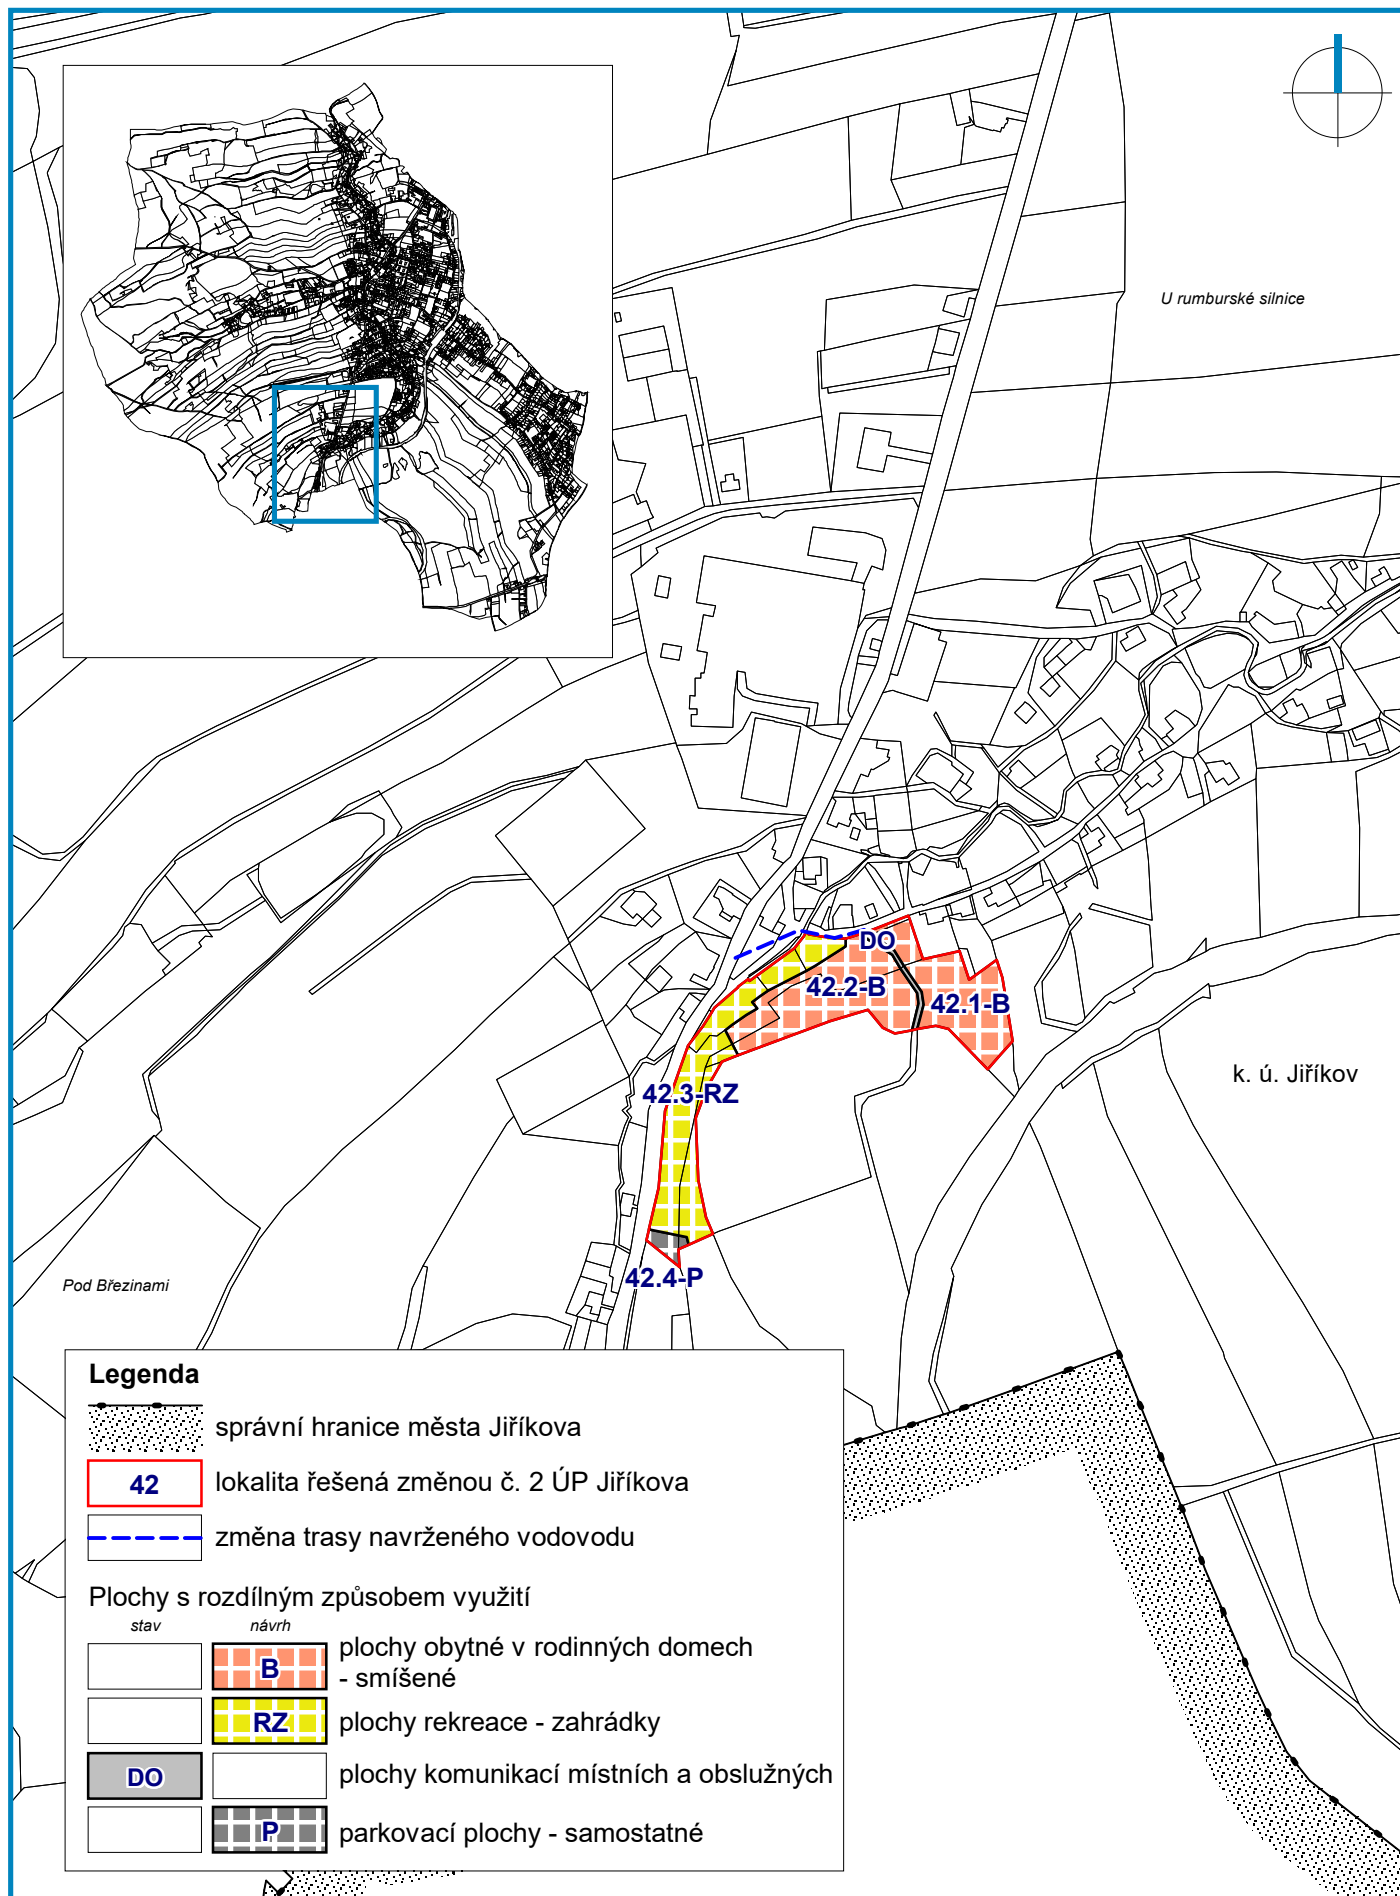 U rumburské silnice
DO
42.2-B
42.1-B
k. ú. Jiříkov
42.3-RZ
42.4-P
Pod Březinami
Legenda
správní hranice města Jiříkova
42 lokalita řešená změnou č. 2 ÚP Jiříkova
změna trasy navrženého vodovodu
Plochy s rozdílným způsobem využití
stav návrh
B plochy obytné v rodinných domech
- smíšené
RZ plochy rekreace - zahrádky
DO plochy komunikací místních a obslužných
P parkovací plochy - samostatné